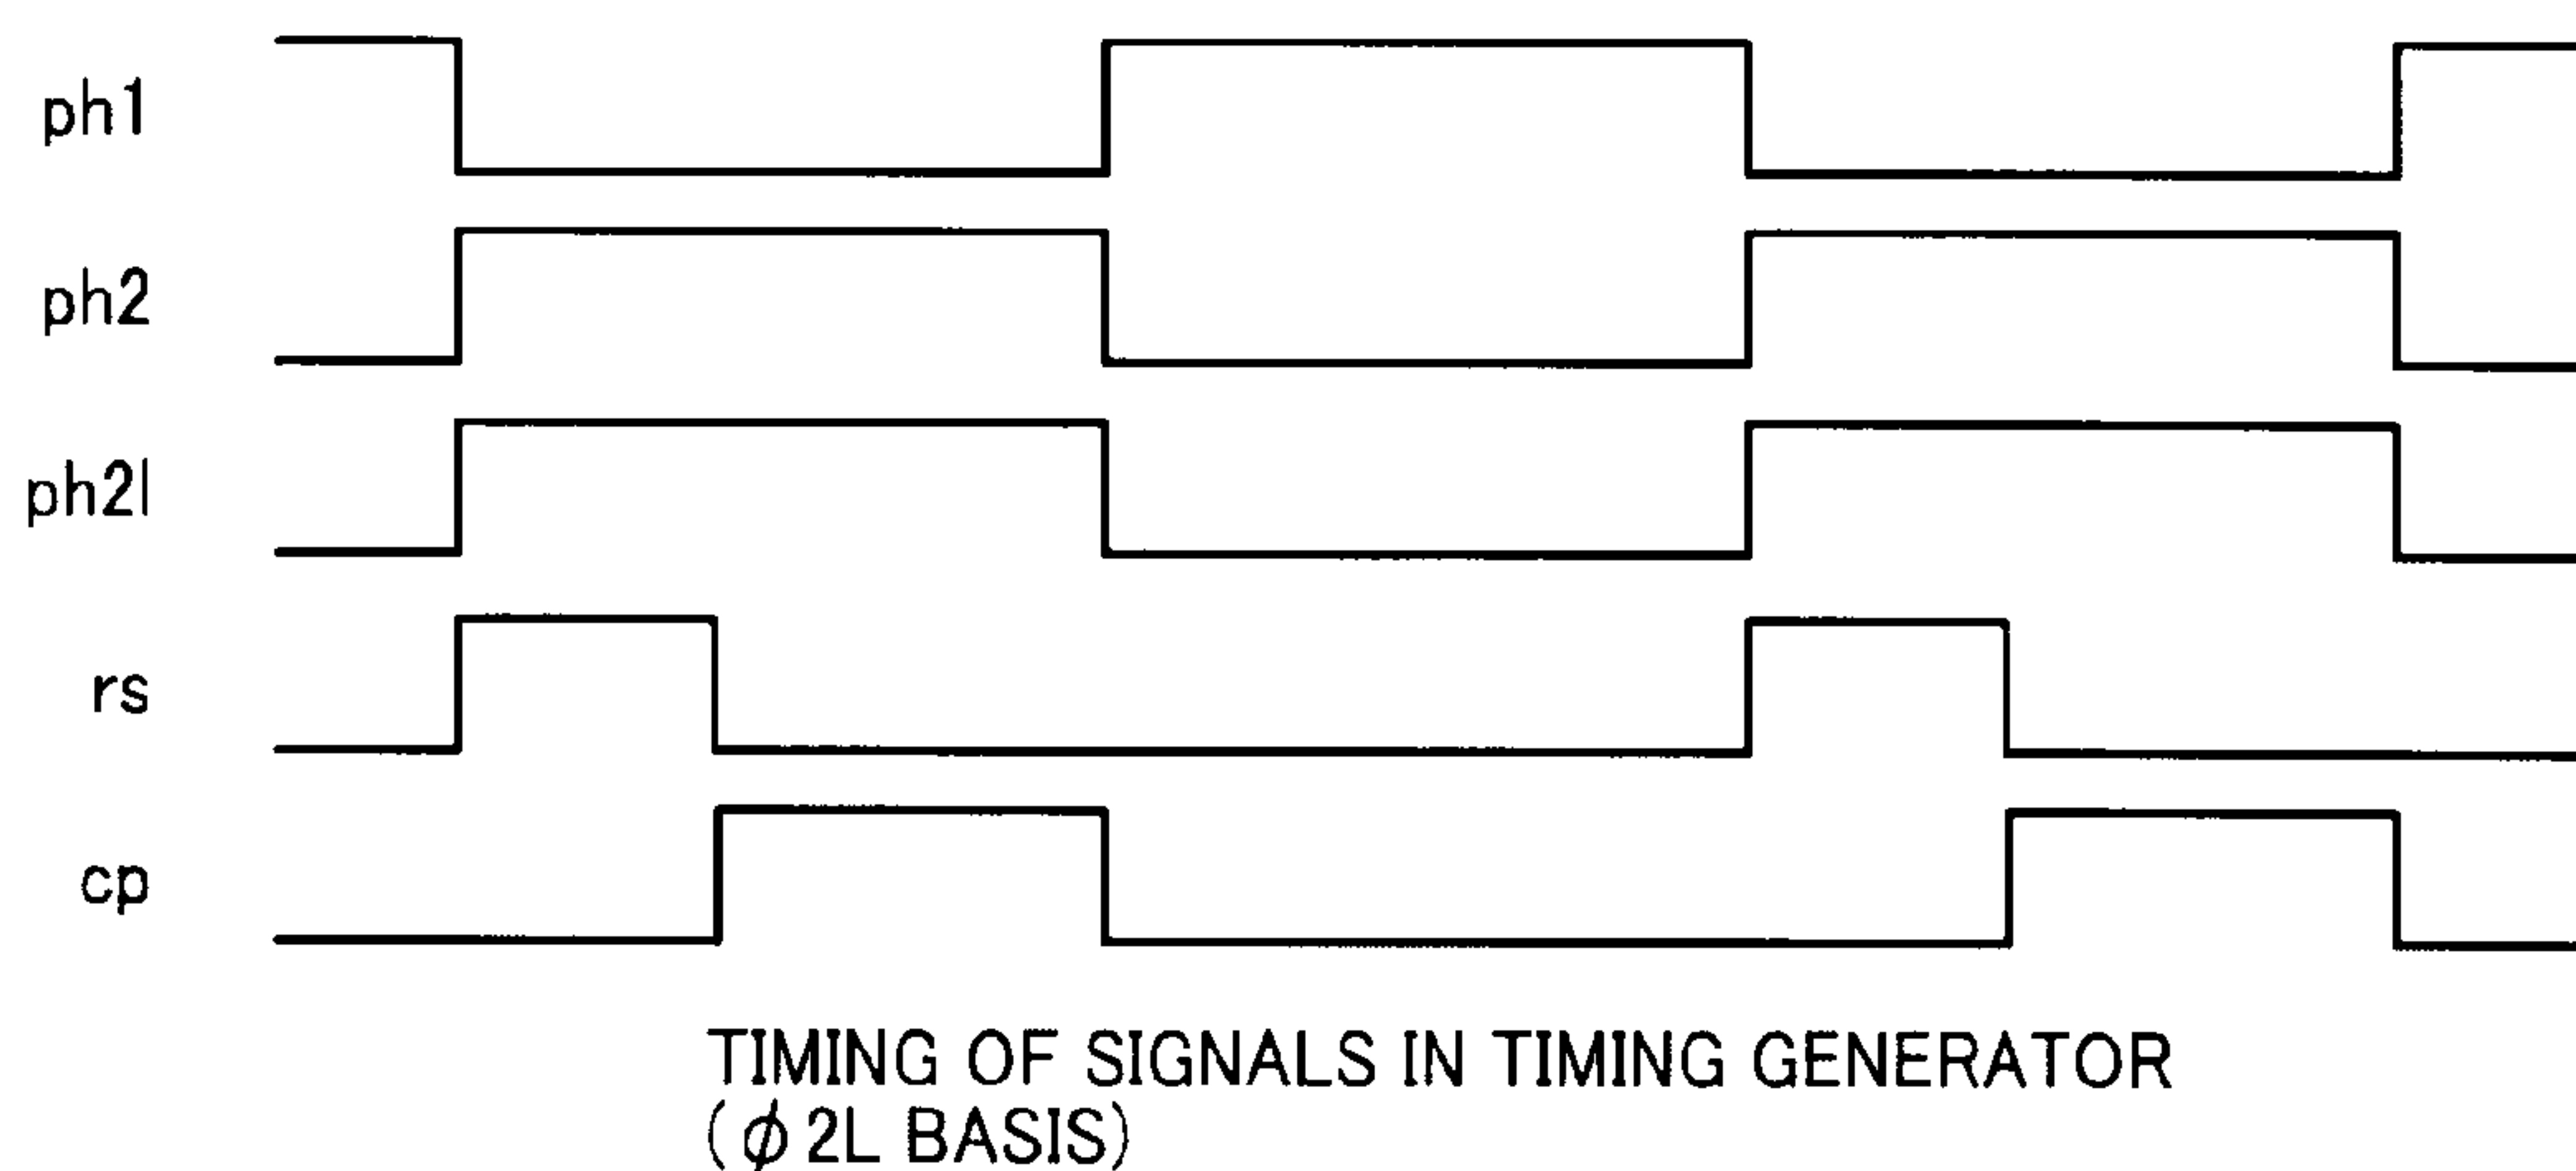 ph1
ph2
ph2l
rs
cp
TIMING OF SIGNALS IN TIMING GENERATOR
(ϕ2L BASIS)